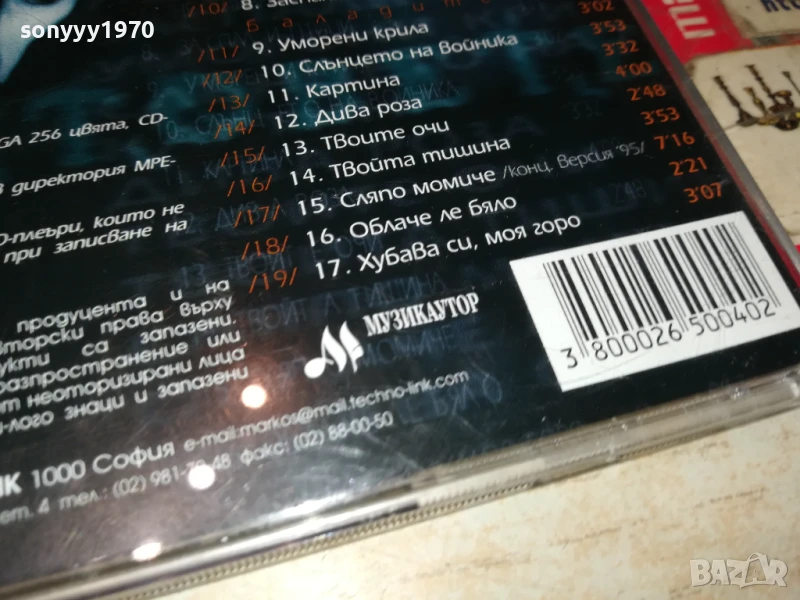 sonyyy1970
/10/ 8.
Баладите
3'02
/11/ 9. Уморени крила 3'53
/12/ 10. Слънцето на Войника 3'32
/13/ 11. Картина 4'00
/14/ 12. Дива роза 2'48
/15/ 13. Твоите очи 3'53
/16/ 14. Твойта тишина 7'16
/17/ 15. Сляпо момиче /конц. версия '95/ 2'21
/18/ 16. Облаче ле бяло 3'07
/19/ 17. Хубава си, моя горо
GA 256 цвята, CD-
директория MPE-
плеъри, които не
при записване на
продуцента и на
права върху
са запазени.
разпространение или
от неоторизирани лица
лого знаци и запазени
МУЗИКАУТОР
3 800026 500402
e-mail:markos@mail.techno-link.com
1000 София
факс: (02) 88-00-50
ет. 4 тел.: (02) 981-
BAZAR